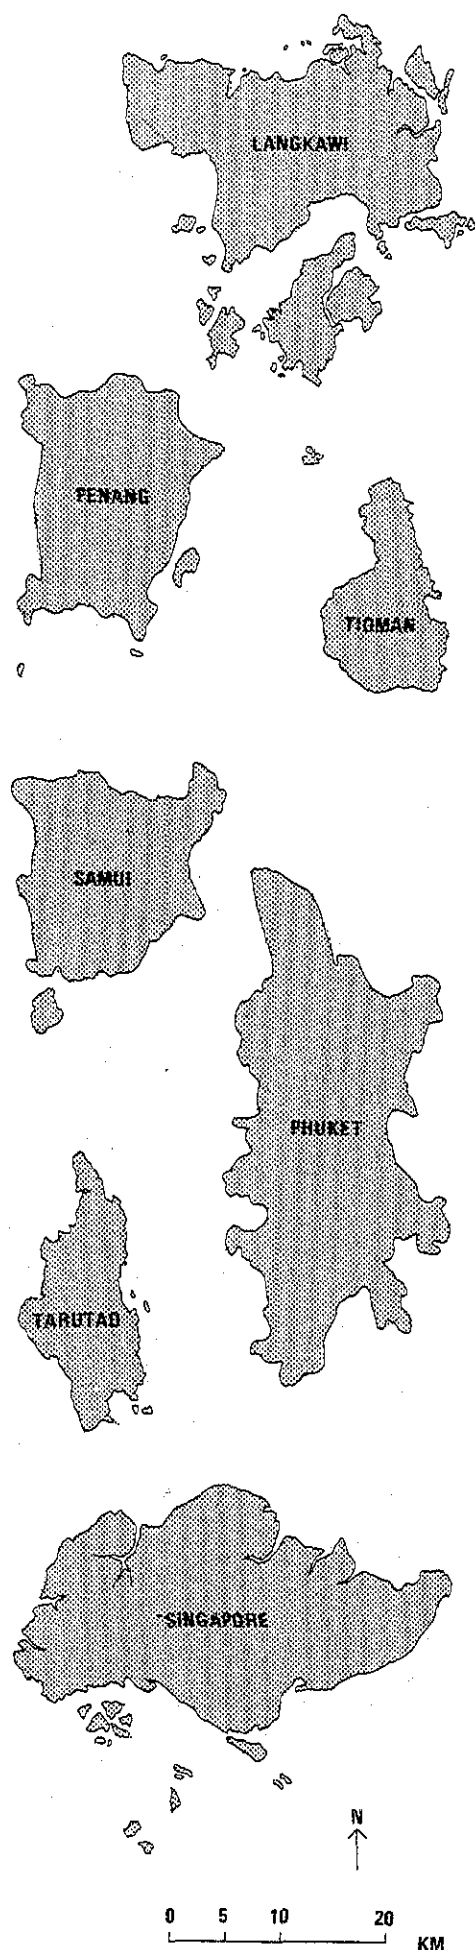 LANGKAWI
PENANG
TIOMAN
SAMUI
PHUKET
TARUTAO
SINGAPORE
N
0 5 10 20
KM